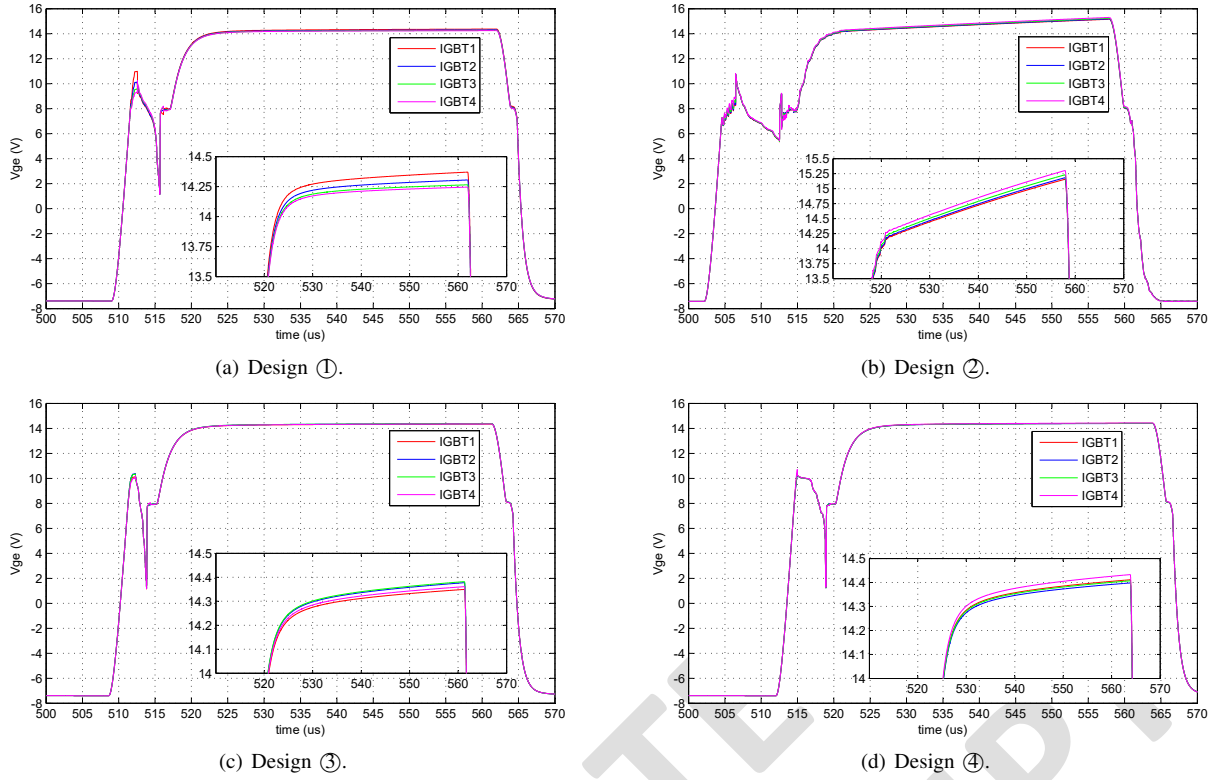 16
14
12
10
8
6
4
2
0
-2
-4
-6
-8
Vge (V)
IGBT1
IGBT2
IGBT3
IGBT4
14.5
14.25
14
13.75
13.5
520 530 540 550 560 570
500 505 510 515 520 525 530 535 540 545 550 555 560 565 570
time (us)
(a) Design ①.
16
14
12
10
8
6
4
2
0
-2
-4
-6
-8
Vge (V)
IGBT1
IGBT2
IGBT3
IGBT4
15.5
15.25
15
14.75
14.5
14.25
14
13.75
13.5
520 530 540 550 560 570
500 505 510 515 520 525 530 535 540 545 550 555 560 565 570
time (us)
(b) Design ②.
16
14
12
10
8
6
4
2
0
-2
-4
-6
-8
Vge (V)
IGBT1
IGBT2
IGBT3
IGBT4
14.5
14.4
14.3
14.2
14.1
14
520 530 540 550 560 570
500 505 510 515 520 525 530 535 540 545 550 555 560 565 570
time (us)
(c) Design ③.
16
14
12
10
8
6
4
2
0
-2
-4
-6
-8
Vge (V)
IGBT1
IGBT2
IGBT3
IGBT4
14.5
14.4
14.3
14.2
14.1
14
520 530 540 550 560 570
500 505 510 515 520 525 530 535 540 545 550 555 560 565 570
time (us)
(d) Design ④.